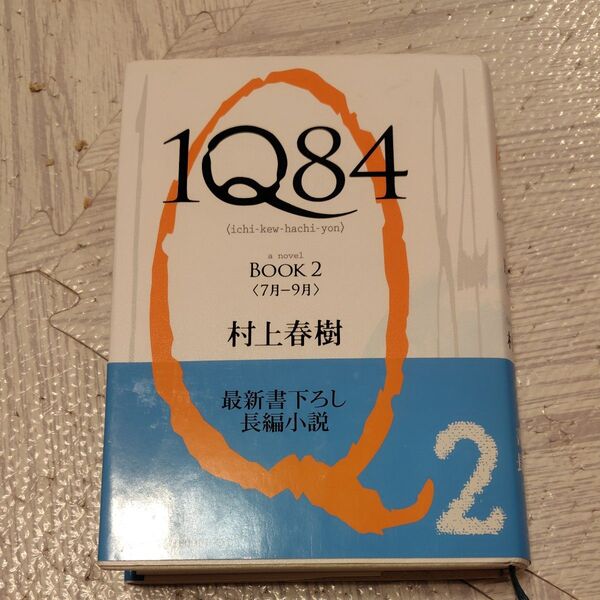 1Q84
〈ichi-kew-hachi-yon〉
a novel
BOOK 2
〈7月-9月〉
村上春樹
最新書下ろし
長編小説
2